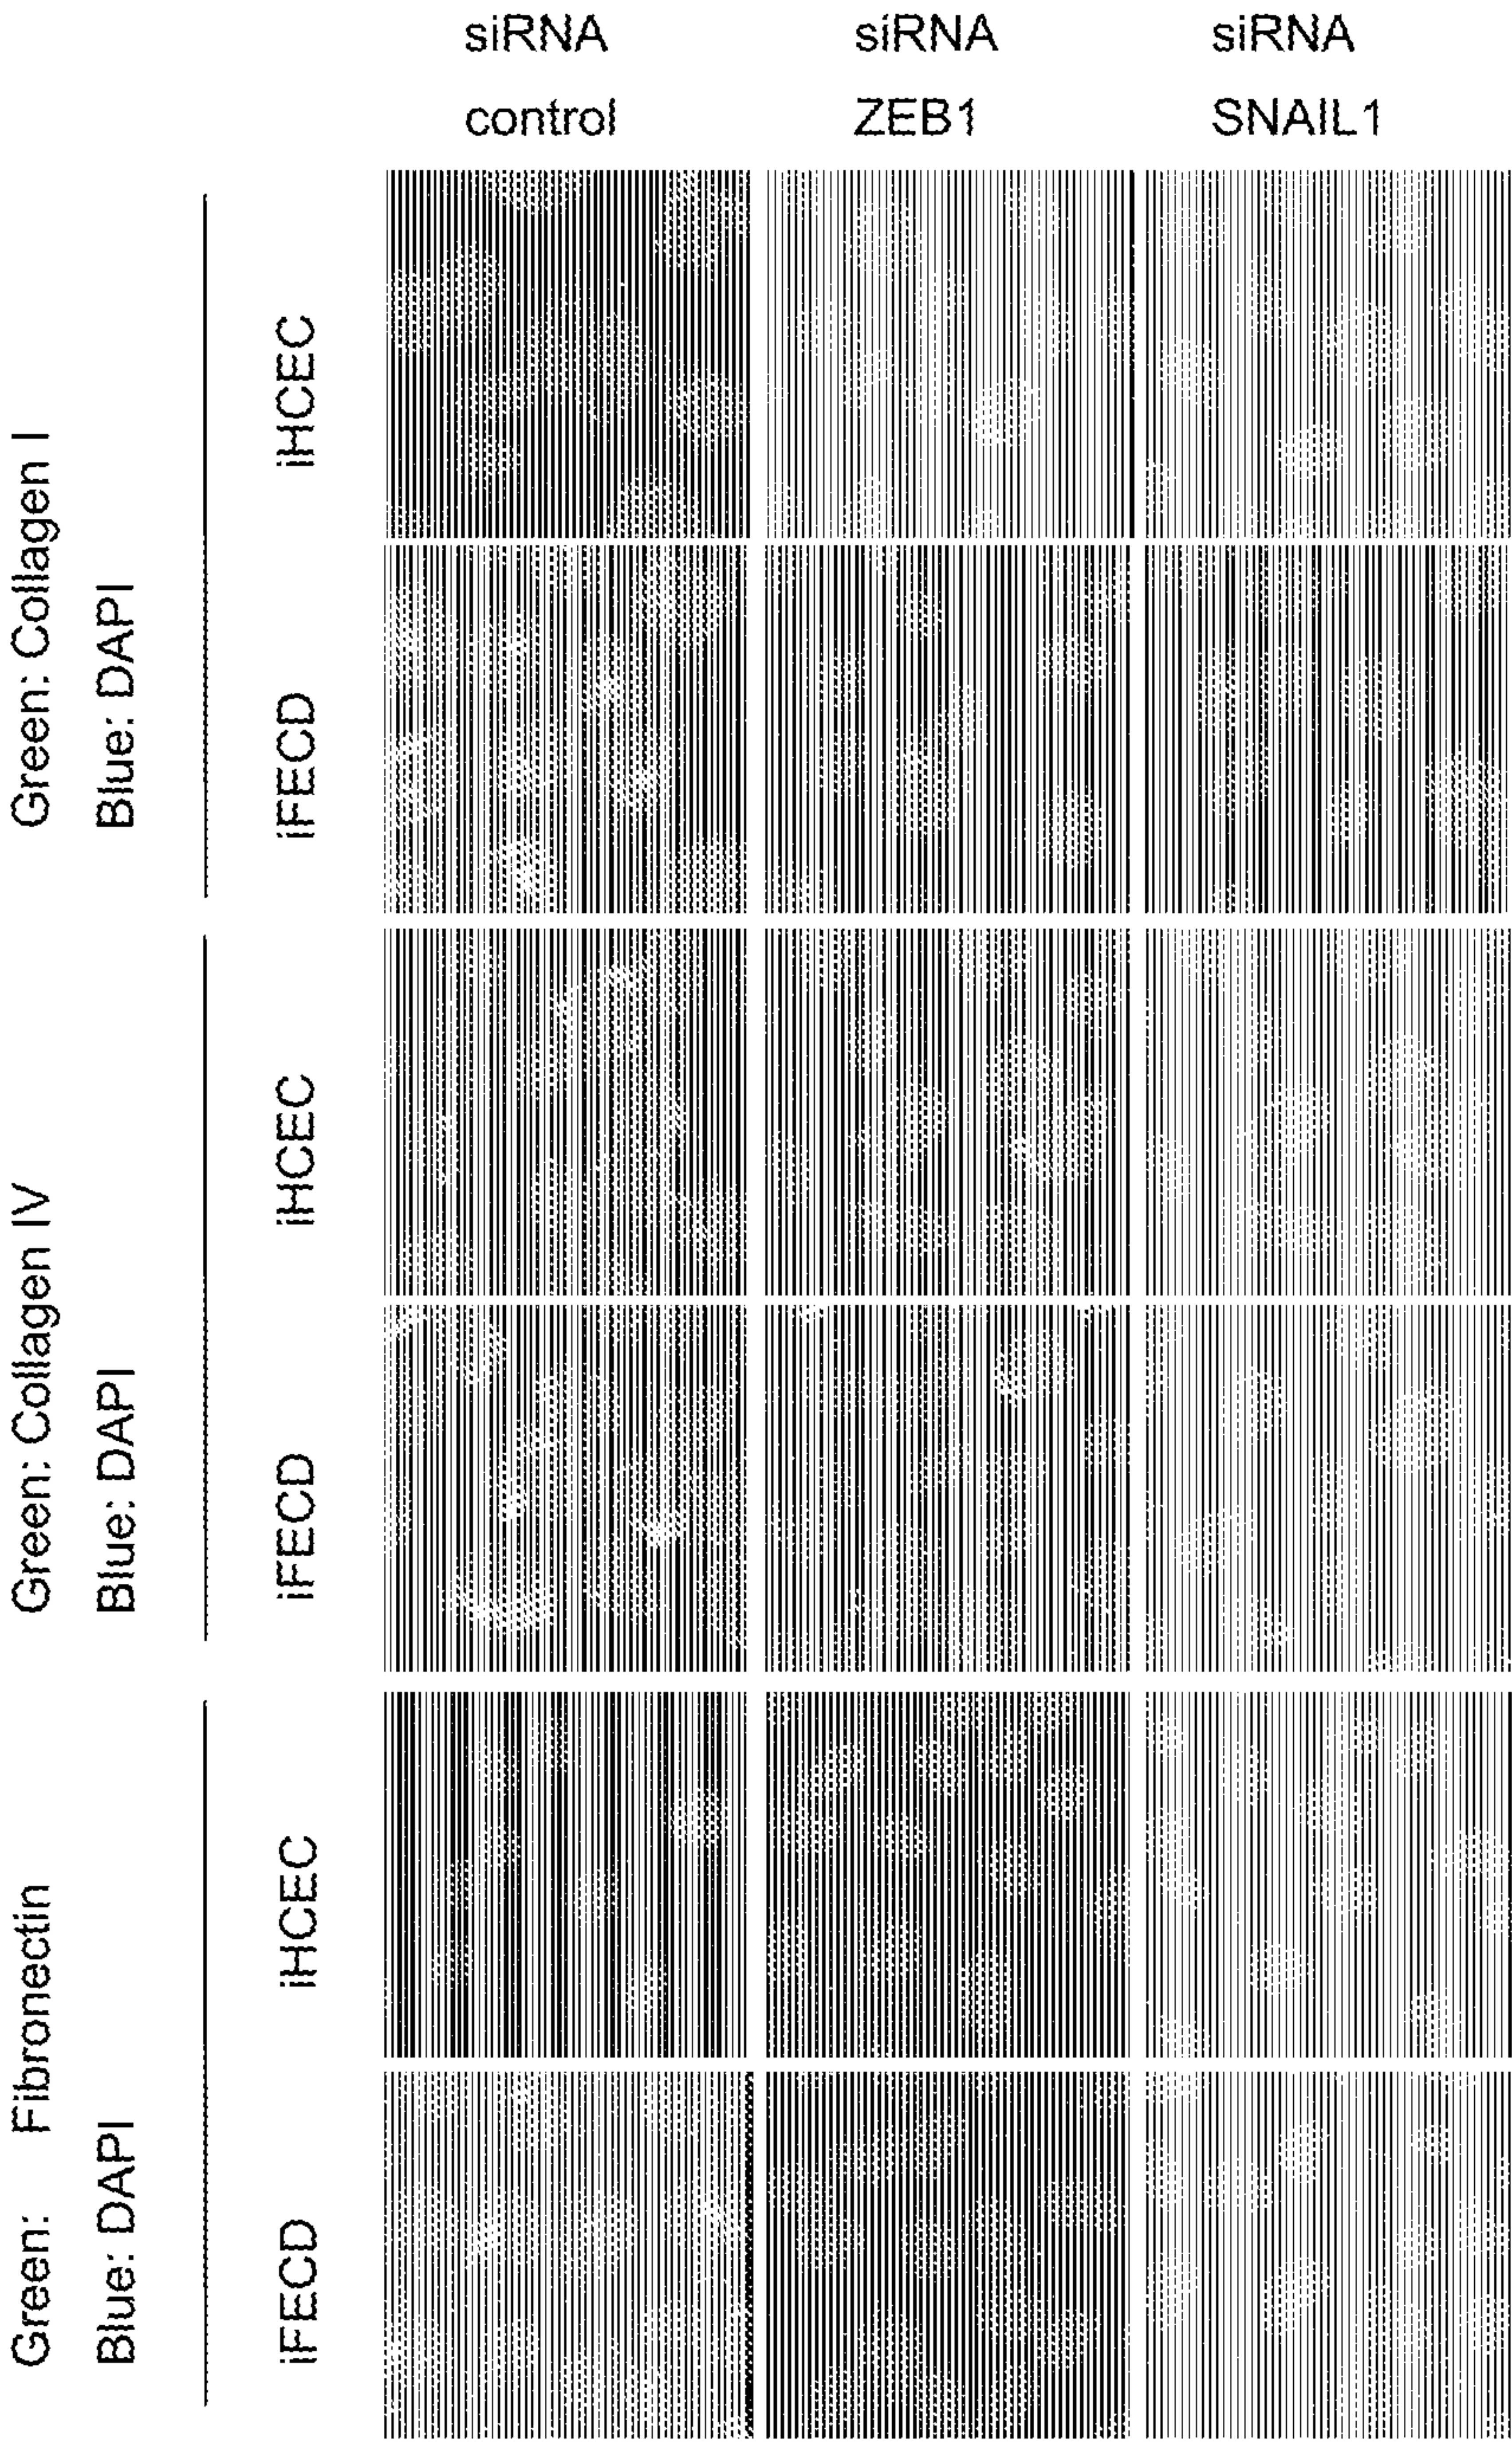 siRNA control
siRNA ZEB1
siRNA SNAIL1
Green: Collagen I
Blue: DAPI
iHCEC
iFECD
Green: Collagen IV
Blue: DAPI
iHCEC
iFECD
Green: Fibronectin
Blue: DAPI
iHCEC
iFECD